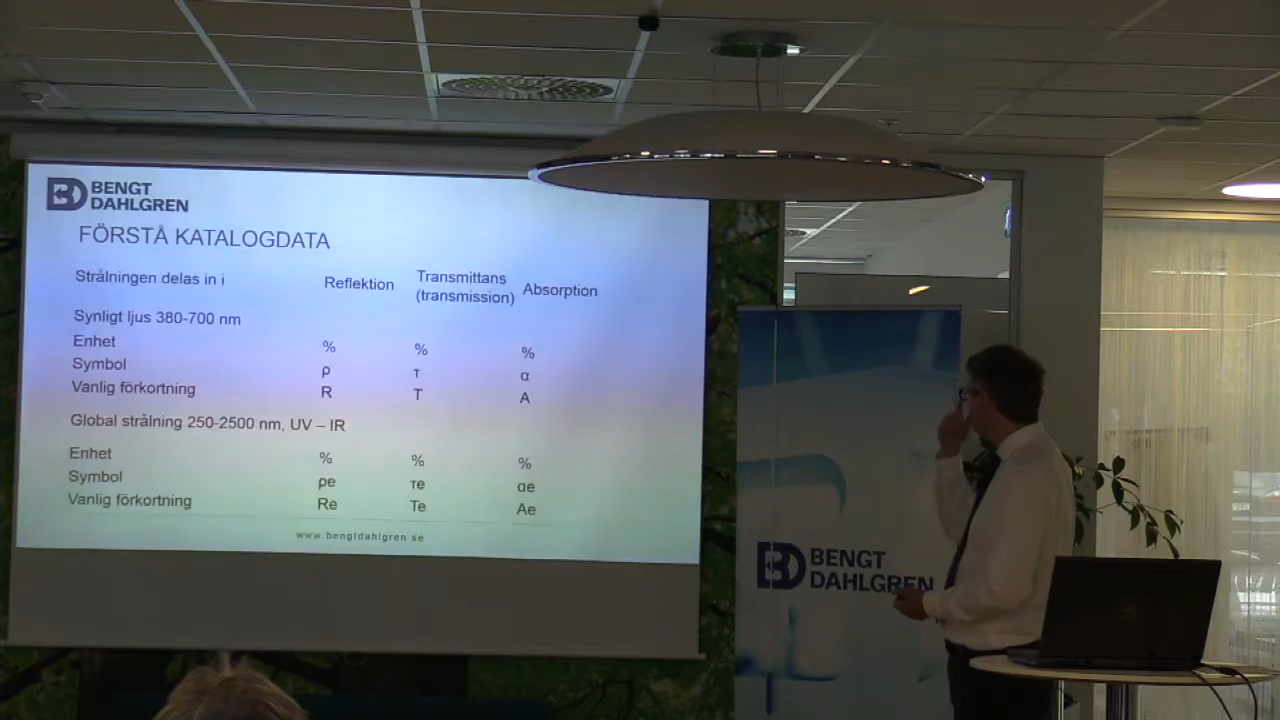 BENGT
DAHLGREN
FÖRSTÅ KATALOGDATA
Strålningen delas in i Reflektion Transmittans (transmission) Absorption
Synligt ljus 380-700 nm
Enhet % % %
Symbol ρ τ α
Vanlig förkortning R T A
Global strålning 250-2500 nm, UV – IR
Enhet % % %
Symbol ρe τe αe
Vanlig förkortning Re Te Ae
www.bengtdahlgren.se
BENGT
DAHLGREN